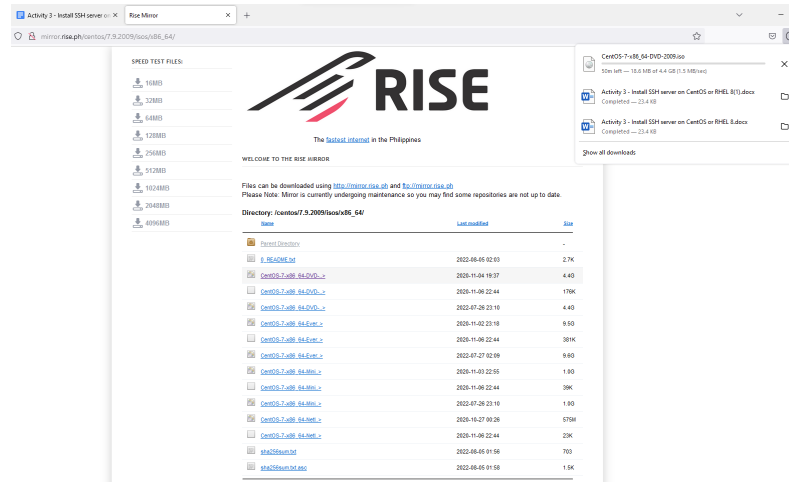 Activity 3 - Install SSH server on
Rise Mirror
mirror.rise.ph/centos/7.9.2009/isos/x86_64/
CentOS-7-x86_64-DVD-2009.iso
50m left — 18.6 MB of 4.4 GB (1.5 MB/sec)
Activity 3 - Install SSH server on CentOS or RHEL 8(1).docx
Completed — 23.4 KB
Activity 3 - Install SSH server on CentOS or RHEL 8.docx
Completed — 23.4 KB
Show all downloads
SPEED TEST FILES:
16MB
32MB
64MB
128MB
256MB
512MB
1024MB
2048MB
4096MB
RISE
The fastest internet in the Philippines
WELCOME TO THE RISE MIRROR
Files can be downloaded using http://mirror.rise.ph and ftp://mirror.rise.ph
Please Note: Mirror is currently undergoing maintenance so you may find some repositories are not up to date.
Directory: /centos/7.9.2009/isos/x86_64/
Name Last modified Size
Parent Directory -
0_README.txt 2022-08-05 02:03 2.7K
CentOS-7-x86_64-DVD-..> 2020-11-04 19:37 4.4G
CentOS-7-x86_64-DVD-..> 2020-11-06 22:44 176K
CentOS-7-x86_64-DVD-..> 2022-07-26 23:10 4.4G
CentOS-7-x86_64-Ever..> 2020-11-02 23:18 9.5G
CentOS-7-x86_64-Ever..> 2020-11-06 22:44 381K
CentOS-7-x86_64-Ever..> 2022-07-27 02:09 9.6G
CentOS-7-x86_64-Mini..> 2020-11-03 22:55 1.0G
CentOS-7-x86_64-Mini..> 2020-11-06 22:44 39K
CentOS-7-x86_64-Mini..> 2022-07-26 23:10 1.0G
CentOS-7-x86_64-NetI..> 2020-10-27 00:26 575M
CentOS-7-x86_64-NetI..> 2020-11-06 22:44 23K
sha256sum.txt 2022-08-05 01:56 703
sha256sum.txt.asc 2022-08-05 01:58 1.5K